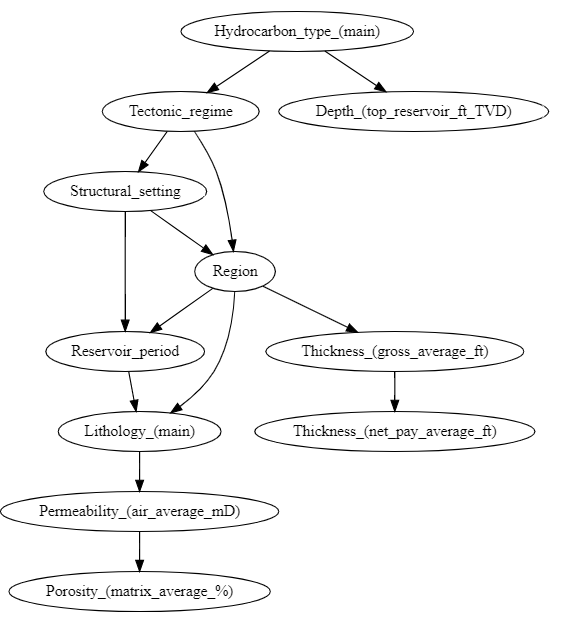 Hydrocarbon_type_(main)
Tectonic_regime
Depth_(top_reservoir_ft_TVD)
Structural_setting
Region
Reservoir_period
Thickness_(gross_average_ft)
Lithology_(main)
Thickness_(net_pay_average_ft)
Permeability_(air_average_mD)
Porosity_(matrix_average_%)